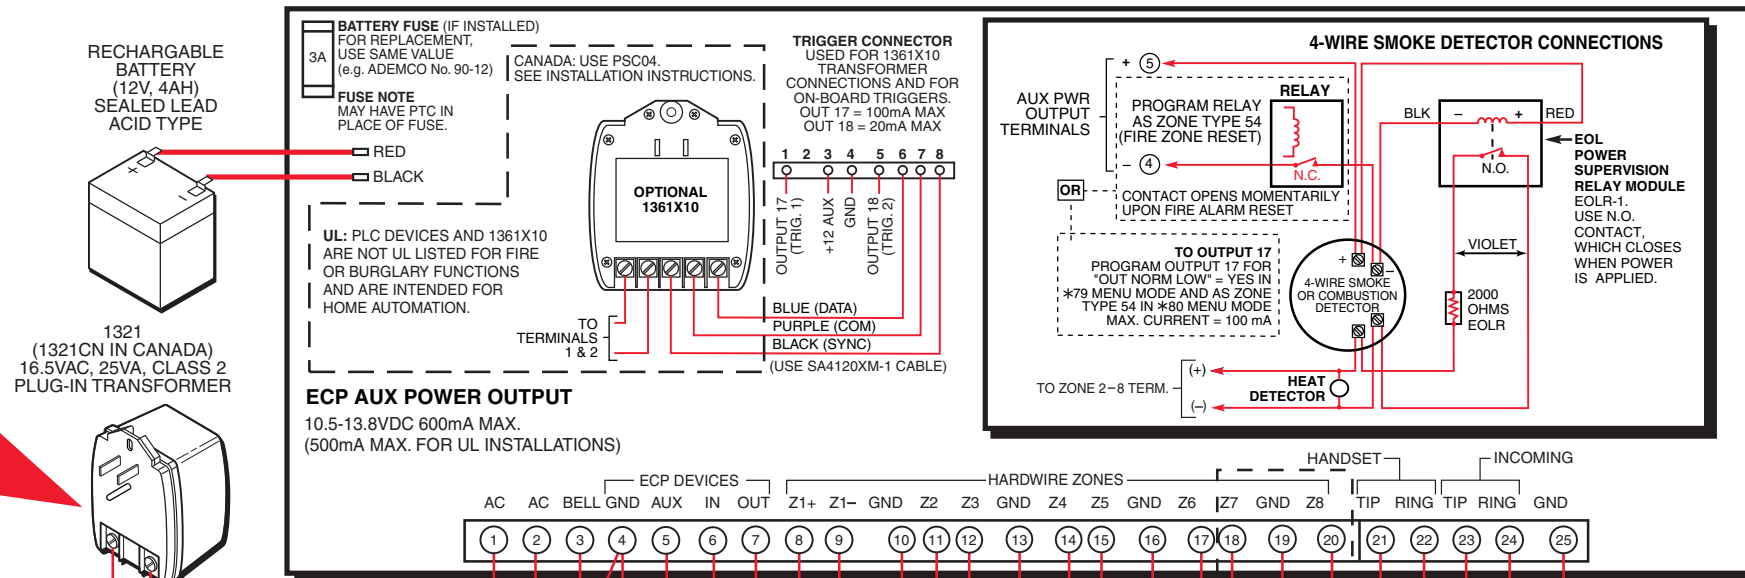 RECHARGABLE
BATTERY
(12V, 4AH)
SEALED LEAD
ACID TYPE
+
–
1321
(1321CN IN CANADA)
16.5VAC, 25VA, CLASS 2
PLUG-IN TRANSFORMER
3A
BATTERY FUSE (IF INSTALLED)
FOR REPLACEMENT,
USE SAME VALUE
(e.g. ADEMCO No. 90-12)
FUSE NOTE
MAY HAVE PTC IN
PLACE OF FUSE.
RED
BLACK
CANADA: USE PSC04.
SEE INSTALLATION INSTRUCTIONS.
OPTIONAL
1361X10
UL: PLC DEVICES AND 1361X10
ARE NOT UL LISTED FOR FIRE
OR BURGLARY FUNCTIONS
AND ARE INTENDED FOR
HOME AUTOMATION.
TO
TERMINALS
1 & 2
TRIGGER CONNECTOR
USED FOR 1361X10
TRANSFORMER
CONNECTIONS AND FOR
ON-BOARD TRIGGERS.
OUT 17 = 100mA MAX
OUT 18 = 20mA MAX
1 2 3 4 5 6 7 8
OUTPUT 17
(TRIG. 1)
+12 AUX
GND
OUTPUT 18
(TRIG. 2)
BLUE (DATA)
PURPLE (COM)
BLACK (SYNC)
(USE SA4120XM-1 CABLE)
ECP AUX POWER OUTPUT
10.5-13.8VDC 600mA MAX.
(500mA MAX. FOR UL INSTALLATIONS)
4-WIRE SMOKE DETECTOR CONNECTIONS
AUX PWR
OUTPUT
TERMINALS
+ 5
– 4
PROGRAM RELAY
AS ZONE TYPE 54
(FIRE ZONE RESET)
RELAY
N.C.
CONTACT OPENS MOMENTARILY
UPON FIRE ALARM RESET
OR
TO OUTPUT 17
PROGRAM OUTPUT 17 FOR
"OUT NORM LOW" = YES IN
*79 MENU MODE AND AS ZONE
TYPE 54 IN *80 MENU MODE
MAX. CURRENT = 100 mA
BLK – + RED
N.O.
EOL
POWER
SUPERVISION
RELAY MODULE
EOLR-1.
USE N.O.
CONTACT,
WHICH CLOSES
WHEN POWER
IS APPLIED.
VIOLET
+ –
4-WIRE SMOKE
OR COMBUSTION
DETECTOR
2000
OHMS
EOLR
TO ZONE 2–8 TERM.
(+)
(–)
HEAT
DETECTOR
HANDSET INCOMING
ECP DEVICES HARDWIRE ZONES
AC AC BELL GND AUX IN OUT Z1+ Z1– GND Z2 Z3 GND Z4 Z5 GND Z6 Z7 GND Z8 TIP RING TIP RING GND
1 2 3 4 5 6 7 8 9 10 11 12 13 14 15 16 17 18 19 20 21 22 23 24 25